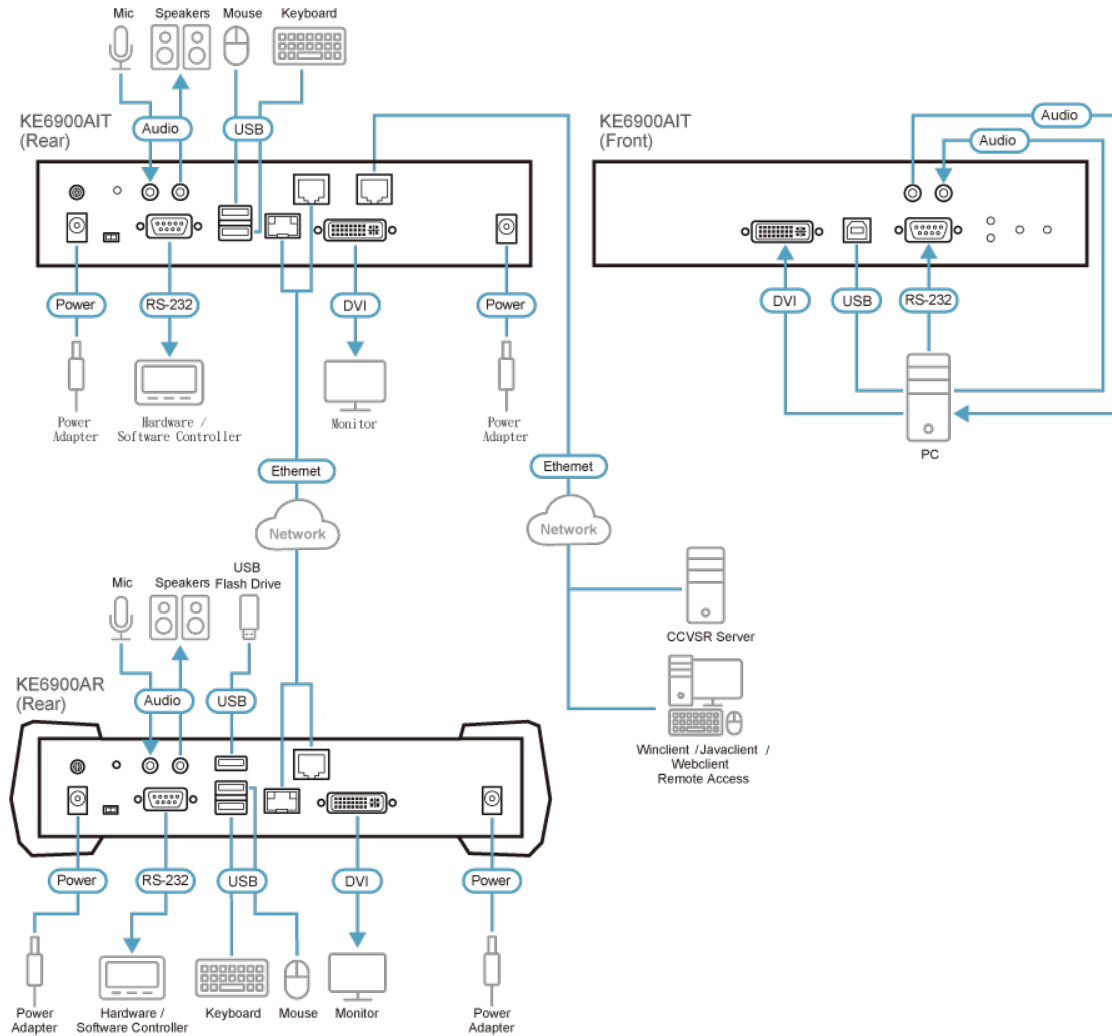 Mic
Speakers
Mouse
Keyboard
KE6900AIT
(Rear)
Audio
USB
Power
RS-232
DVI
Power
Power
Adapter
Hardware /
Software Controller
Monitor
Power
Adapter
KE6900AIT
(Front)
Audio
Audio
DVI
USB
RS-232
PC
Ethernet
Network
Ethernet
Network
CCVSR Server
Winclient /Javaclient /
Webclient
Remote Access
Mic
Speakers
USB
Flash Drive
KE6900AR
(Rear)
Audio
USB
Power
RS-232
USB
DVI
Power
Power
Adapter
Hardware /
Software Controller
Keyboard
Mouse
Monitor
Power
Adapter